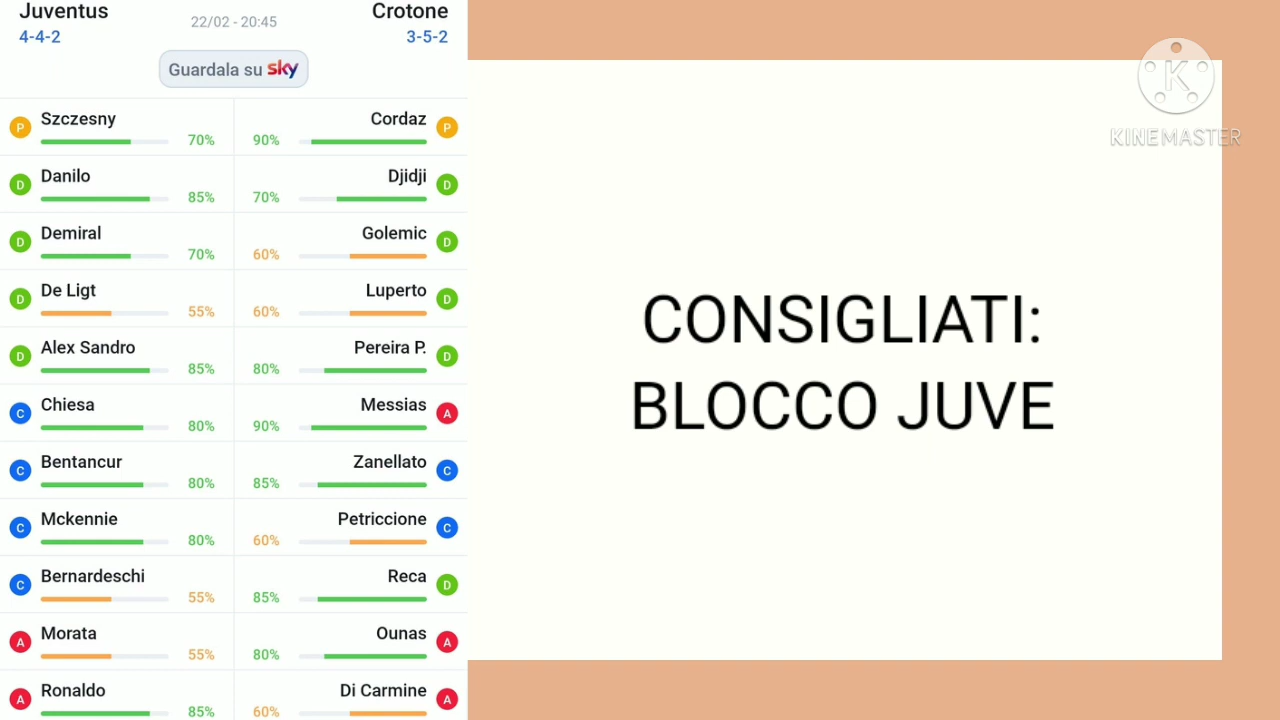 Juventus
22/02 - 20:45
Crotone
4-4-2
3-5-2
Guardala su sky
P Szczesny 70%
90% Cordaz P
D Danilo 85%
70% Djidji D
D Demiral 70%
60% Golemic D
D De Ligt 55%
60% Luperto D
D Alex Sandro 85%
80% Pereira P. D
C Chiesa 80%
90% Messias A
C Bentancur 80%
85% Zanellato C
C Mckennie 80%
60% Petriccione C
C Bernardeschi 55%
85% Reca D
A Morata 55%
80% Ounas A
A Ronaldo 85%
60% Di Carmine A
CONSIGLIATI:
BLOCCO JUVE
K
KINEMASTER